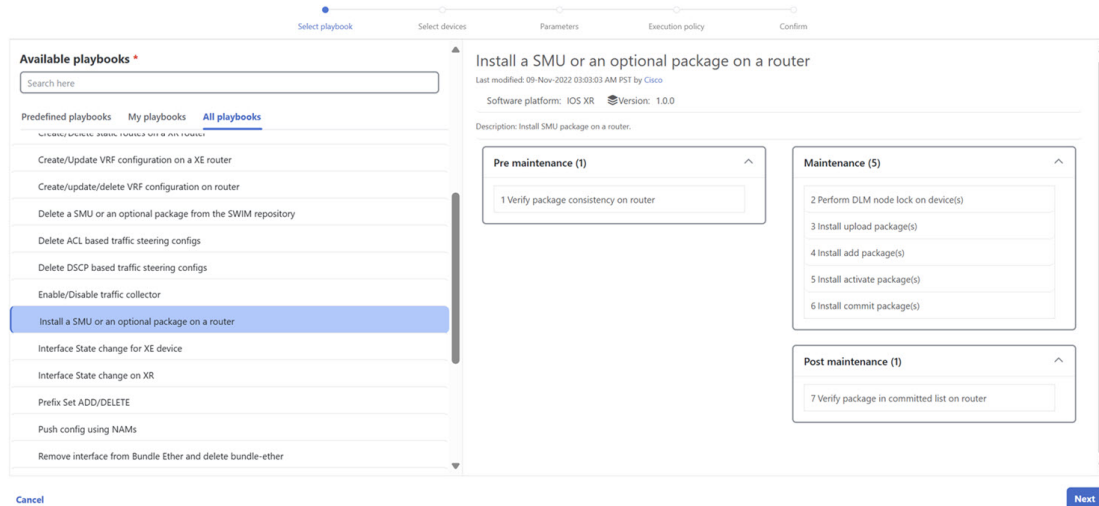 Select playbook
Select devices
Parameters
Execution policy
Confirm
Available playbooks *
Search here
Predefined playbooks
My playbooks
All playbooks
Create/Delete static routes on a XR router
Create/Update VRF configuration on a XE router
Create/update/delete VRF configuration on router
Delete a SMU or an optional package from the SWIM repository
Delete ACL based traffic steering configs
Delete DSCP based traffic steering configs
Enable/Disable traffic collector
Install a SMU or an optional package on a router
Interface State change for XE device
Interface State change on XR
Prefix Set ADD/DELETE
Push config using NAMs
Remove interface from Bundle Ether and delete bundle-ether
Install a SMU or an optional package on a router
Last modified: 09-Nov-2022 03:03:03 AM PST by Cisco
Software platform: IOS XR Version: 1.0.0
Description: Install SMU package on a router.
Pre maintenance (1)
1 Verify package consistency on router
Maintenance (5)
2 Perform DLM node lock on device(s)
3 Install upload package(s)
4 Install add package(s)
5 Install activate package(s)
6 Install commit package(s)
Post maintenance (1)
7 Verify package in committed list on router
Cancel
Next